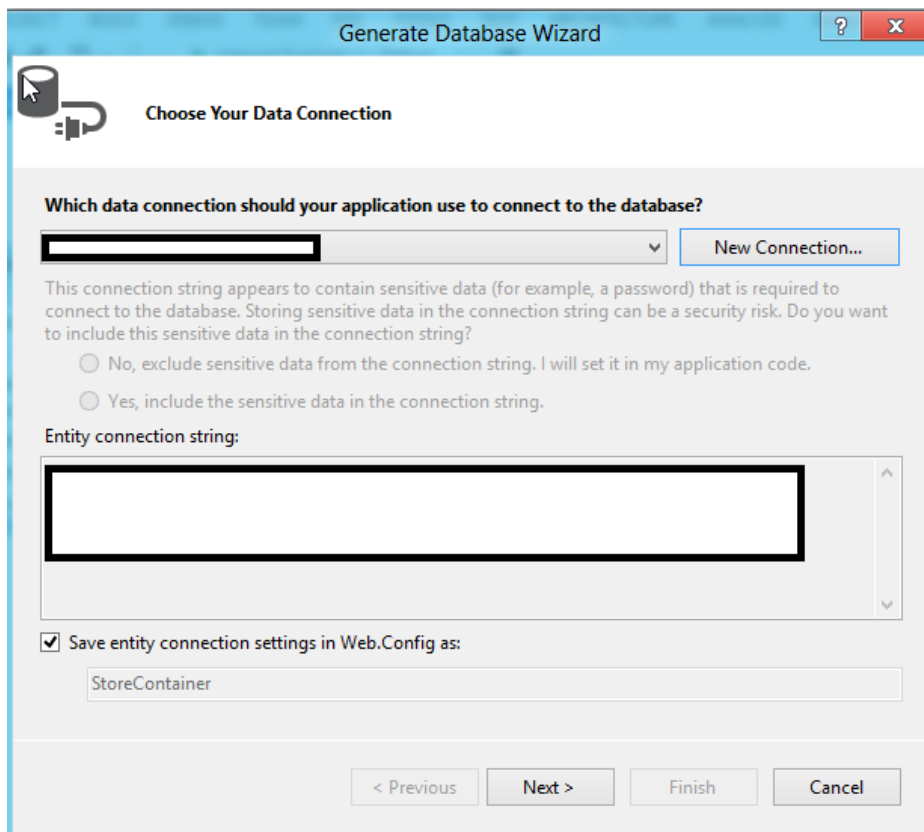 Generate Database Wizard
?
x
Choose Your Data Connection
Which data connection should your application use to connect to the database?
New Connection...
This connection string appears to contain sensitive data (for example, a password) that is required to
connect to the database. Storing sensitive data in the connection string can be a security risk. Do you want
to include this sensitive data in the connection string?
No, exclude sensitive data from the connection string. I will set it in my application code.
Yes, include the sensitive data in the connection string.
Entity connection string:
Save entity connection settings in Web.Config as:
StoreContainer
< Previous
Next >
Finish
Cancel